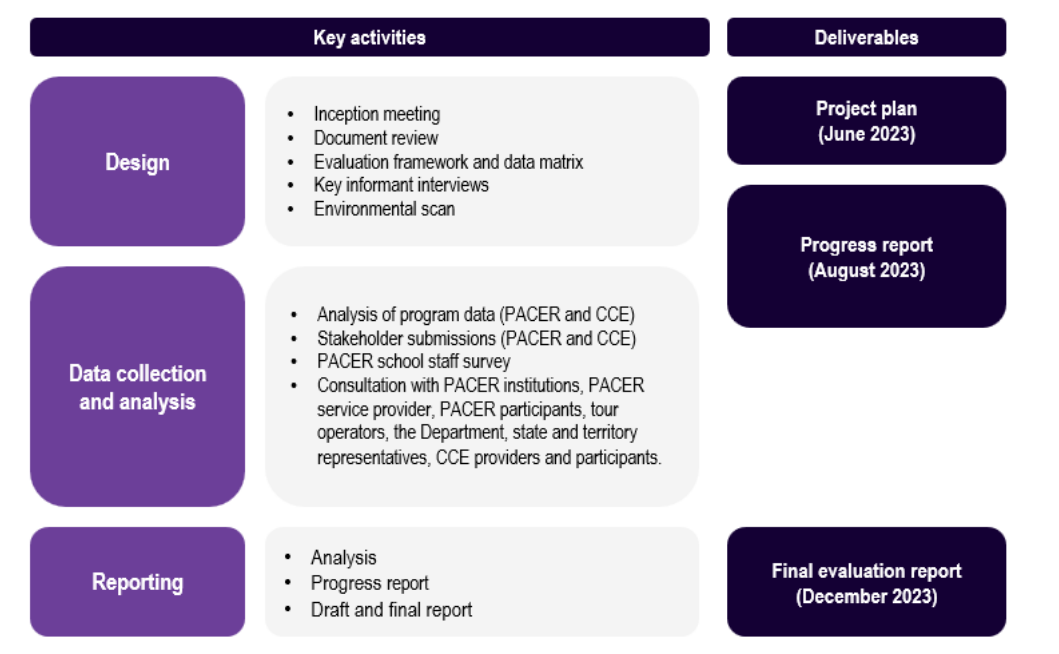 Key activities
Deliverables
Design
• Inception meeting
• Document review
• Evaluation framework and data matrix
• Key informant interviews
• Environmental scan
Project plan
(June 2023)
Progress report
(August 2023)
Data collection
and analysis
• Analysis of program data (PACER and CCE)
• Stakeholder submissions (PACER and CCE)
• PACER school staff survey
• Consultation with PACER institutions, PACER
service provider, PACER participants, tour
operators, the Department, state and territory
representatives, CCE providers and participants.
Reporting
• Analysis
• Progress report
• Draft and final report
Final evaluation report
(December 2023)